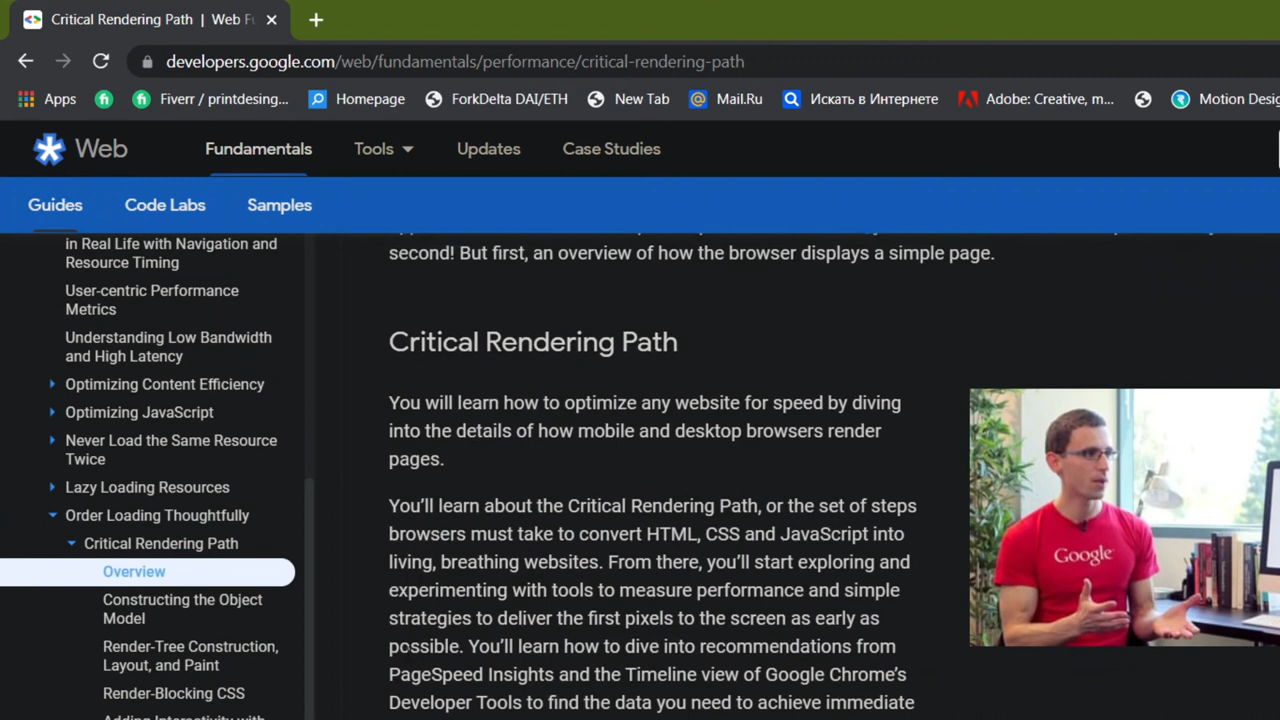 Critical Rendering Path | Web Fu
developers.google.com/web/fundamentals/performance/critical-rendering-path
Apps Fiverr / printdesing... Homepage ForkDelta DAI/ETH New Tab Mail.Ru Искать в Интернете Adobe: Creative, m... Motion Desig
Web Fundamentals Tools Updates Case Studies
Guides Code Labs Samples
in Real Life with Navigation and
Resource Timing
User-centric Performance
Metrics
Understanding Low Bandwidth
and High Latency
Optimizing Content Efficiency
Optimizing JavaScript
Never Load the Same Resource
Twice
Lazy Loading Resources
Order Loading Thoughtfully
Critical Rendering Path
Overview
Constructing the Object
Model
Render-Tree Construction,
Layout, and Paint
Render-Blocking CSS
Adding Interactivity with
second! But first, an overview of how the browser displays a simple page.
Critical Rendering Path
You will learn how to optimize any website for speed by diving
into the details of how mobile and desktop browsers render
pages.
You’ll learn about the Critical Rendering Path, or the set of steps
browsers must take to convert HTML, CSS and JavaScript into
living, breathing websites. From there, you’ll start exploring and
experimenting with tools to measure performance and simple
strategies to deliver the first pixels to the screen as early as
possible. You’ll learn how to dive into recommendations from
PageSpeed Insights and the Timeline view of Google Chrome’s
Developer Tools to find the data you need to achieve immediate
Google